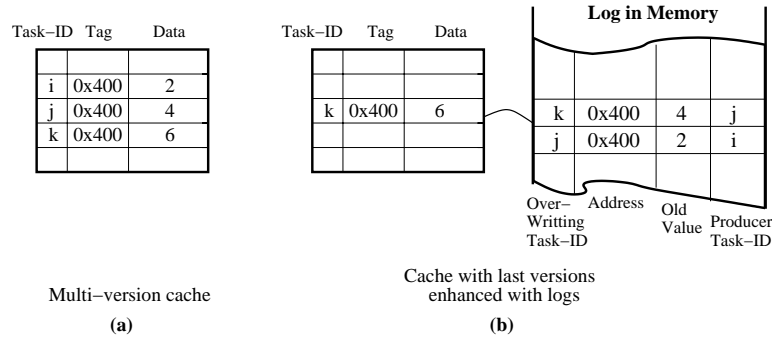 Log in Memory
Task-ID Tag Data
i 0x400 2
j 0x400 4
k 0x400 6
Task-ID Tag Data
k 0x400 6
k 0x400 4 j
j 0x400 2 i
Over-
Writting
Task-ID
Address
Old
Value
Producer
Task-ID
Multi-version cache
(a)
Cache with last versions
enhanced with logs
(b)